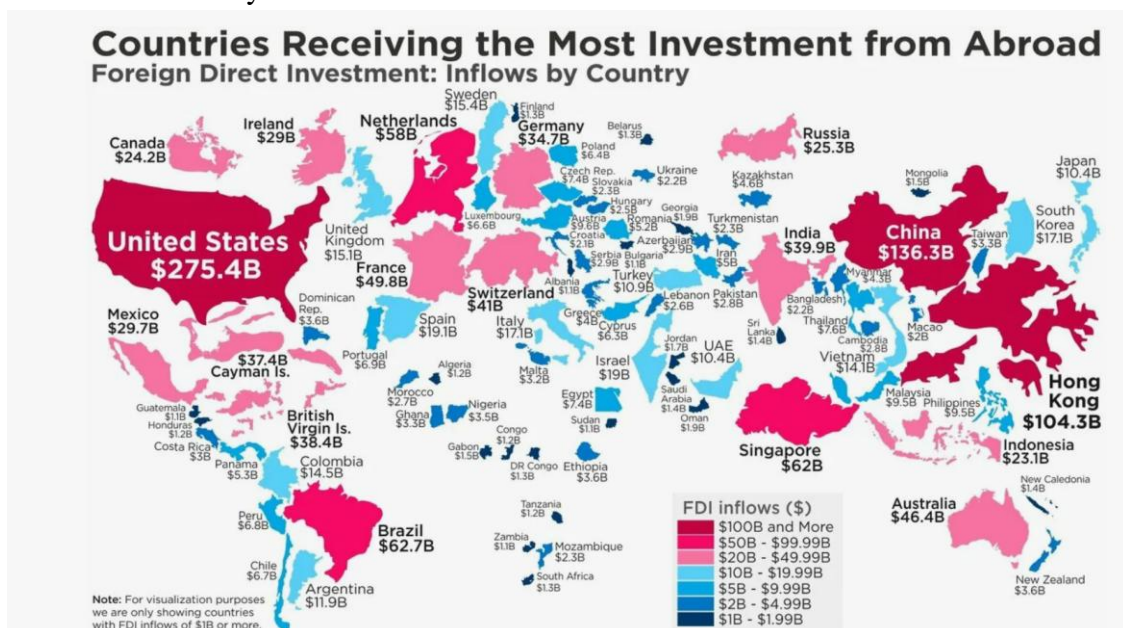 Countries Receiving the Most Investment from Abroad
Foreign Direct Investment: Inflows by Country
Canada
$24.2B
Ireland
$29B
Netherlands
$58B
Sweden
$15.4B
Finland
$1.3B
Germany
$34.7B
Belarus
$1.3B
Russia
$25.3B
Poland
$6.4B
Czech Rep.
$7.4B
Slovakia
$2.3B
Ukraine
$2.2B
Kazakhstan
$4.6B
Mongolia
$1.5B
Japan
$10.4B
United States
$275.4B
United
Kingdom
$15.1B
Luxembourg
$6.6B
Hungary
$2.5B
Austria
$9.6B
Romania
$5.2B
Georgia
$1.9B
Turkmenistan
$2.3B
India
$39.9B
China
$136.3B
Taiwan
$3.3B
South
Korea
$17.1B
France
$49.8B
Croatia
$2.1B
Azerbaijan
$2.9B
Serbia
$2.9B
Bulgaria
$1.1B
Iran
$5B
Albania
$1.1B
Turkey
$10.9B
Switzerland
$41B
Lebanon
$2.6B
Pakistan
$2.8B
Bangladesh
$2.2B
Myanmar
$4.3B
Mexico
$29.7B
Dominican
Rep.
$3.6B
Spain
$19.1B
Italy
$17.1B
Greece
$4B
Cyprus
$6.3B
Jordan
$1.7B
UAE
$10.4B
Sri
Lanka
$1.4B
Thailand
$7.6B
Cambodia
$2.8B
Macao
$2B
$37.4B
Cayman Is.
Portugal
$6.9B
Algeria
$1.2B
Malta
$3.2B
Israel
$19B
Vietnam
$14.1B
Hong
Kong
$104.3B
Guatemala
$1.1B
Honduras
$1.2B
British
Virgin Is.
$38.4B
Morocco
$2.7B
Ghana
$3.3B
Nigeria
$3.5B
Egypt
$7.4B
Saudi
Arabia
$1.4B
Oman
$1.9B
Malaysia
$9.5B
Philippines
$9.5B
Costa Rica
$3B
Panama
$5.3B
Colombia
$14.5B
Gabon
$1.5B
Congo
$1.2B
DR Congo
$1.3B
Sudan
$1.1B
Ethiopia
$3.6B
Singapore
$62B
Indonesia
$23.1B
New Caledonia
$1.4B
Peru
$6.8B
Brazil
$62.7B
Tanzania
$1.2B
Zambia
$1.1B
Mozambique
$2.3B
South Africa
$1.3B
Australia
$46.4B
New Zealand
$3.6B
Chile
$6.7B
Argentina
$11.9B
FDI inflows ($)
$100B and More
$50B - $99.99B
$20B - $49.99B
$10B - $19.99B
$5B - $9.99B
$2B - $4.99B
$1B - $1.99B
Note: For visualization purposes
we are only showing countries
with FDI inflows of $1B or more.